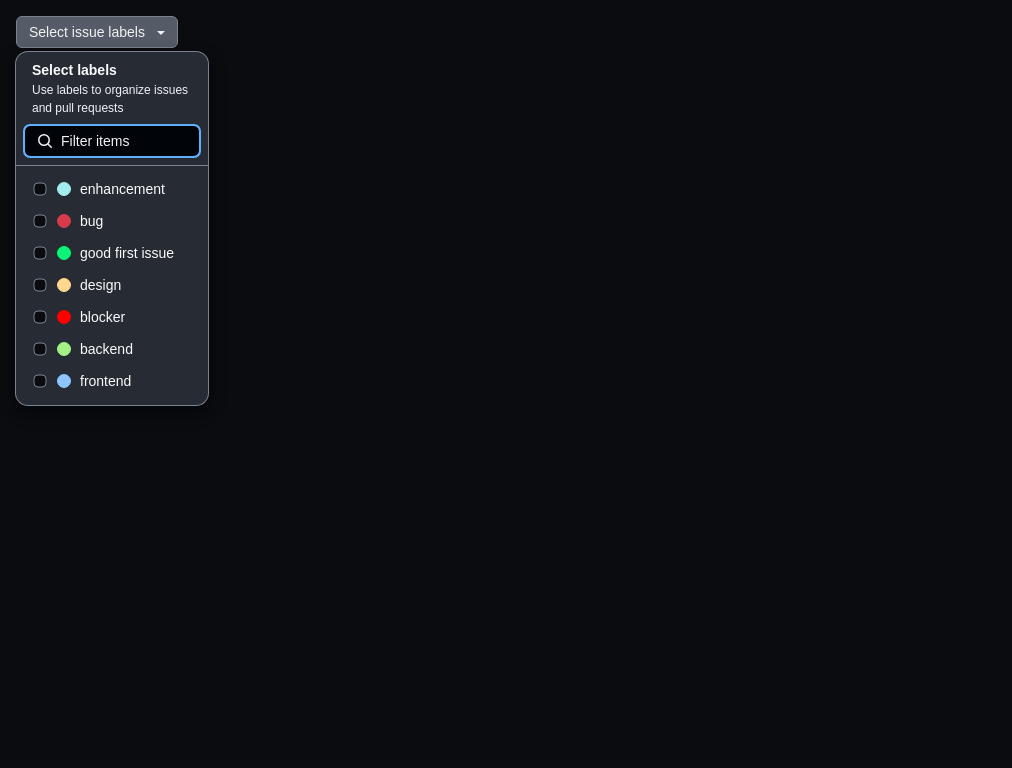 Select issue labels
Select labels
Use labels to organize issues
and pull requests
Filter items
enhancement
bug
good first issue
design
blocker
backend
frontend